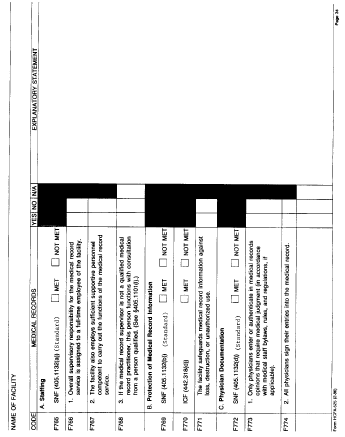 NAME OF FACILITY
CODE
MEDICAL RECORDS
YES
NO
N/A
EXPLANATORY STATEMENT
A. Staffing
F765
SNF (405.1132(a)) (Standard)
MET
NOT MET
F766
1. Overall supervisory responsibility for the medical record
service is assigned to a full-time employee of the facility.
F767
2. The facility also employs sufficient supportive personnel
competent to carry out the functions of the medical record
service.
F768
3. If the medical record supervisor is not a qualified medical
record practitioner, this person functions with consultation
from a person so qualified. (See §405.1101(l).)
B. Protection of Medical Record Information
F769
SNF (405.1132(b)) (Standard)
MET
NOT MET
F770
ICF (442.318(d))
MET
NOT MET
F771
The facility safeguards medical record information against
loss, destruction, or unauthorized use.
C. Physician Documentation
F772
SNF (405.1132(d)) (Standard)
MET
NOT MET
F773
1. Only physicians enter or authenticate in medical records
opinions that require medical judgment (in accordance
with medical staff bylaws, rules, and regulations, if
applicable).
F774
2. All physicians sign their entries into the medical record.
Page 24